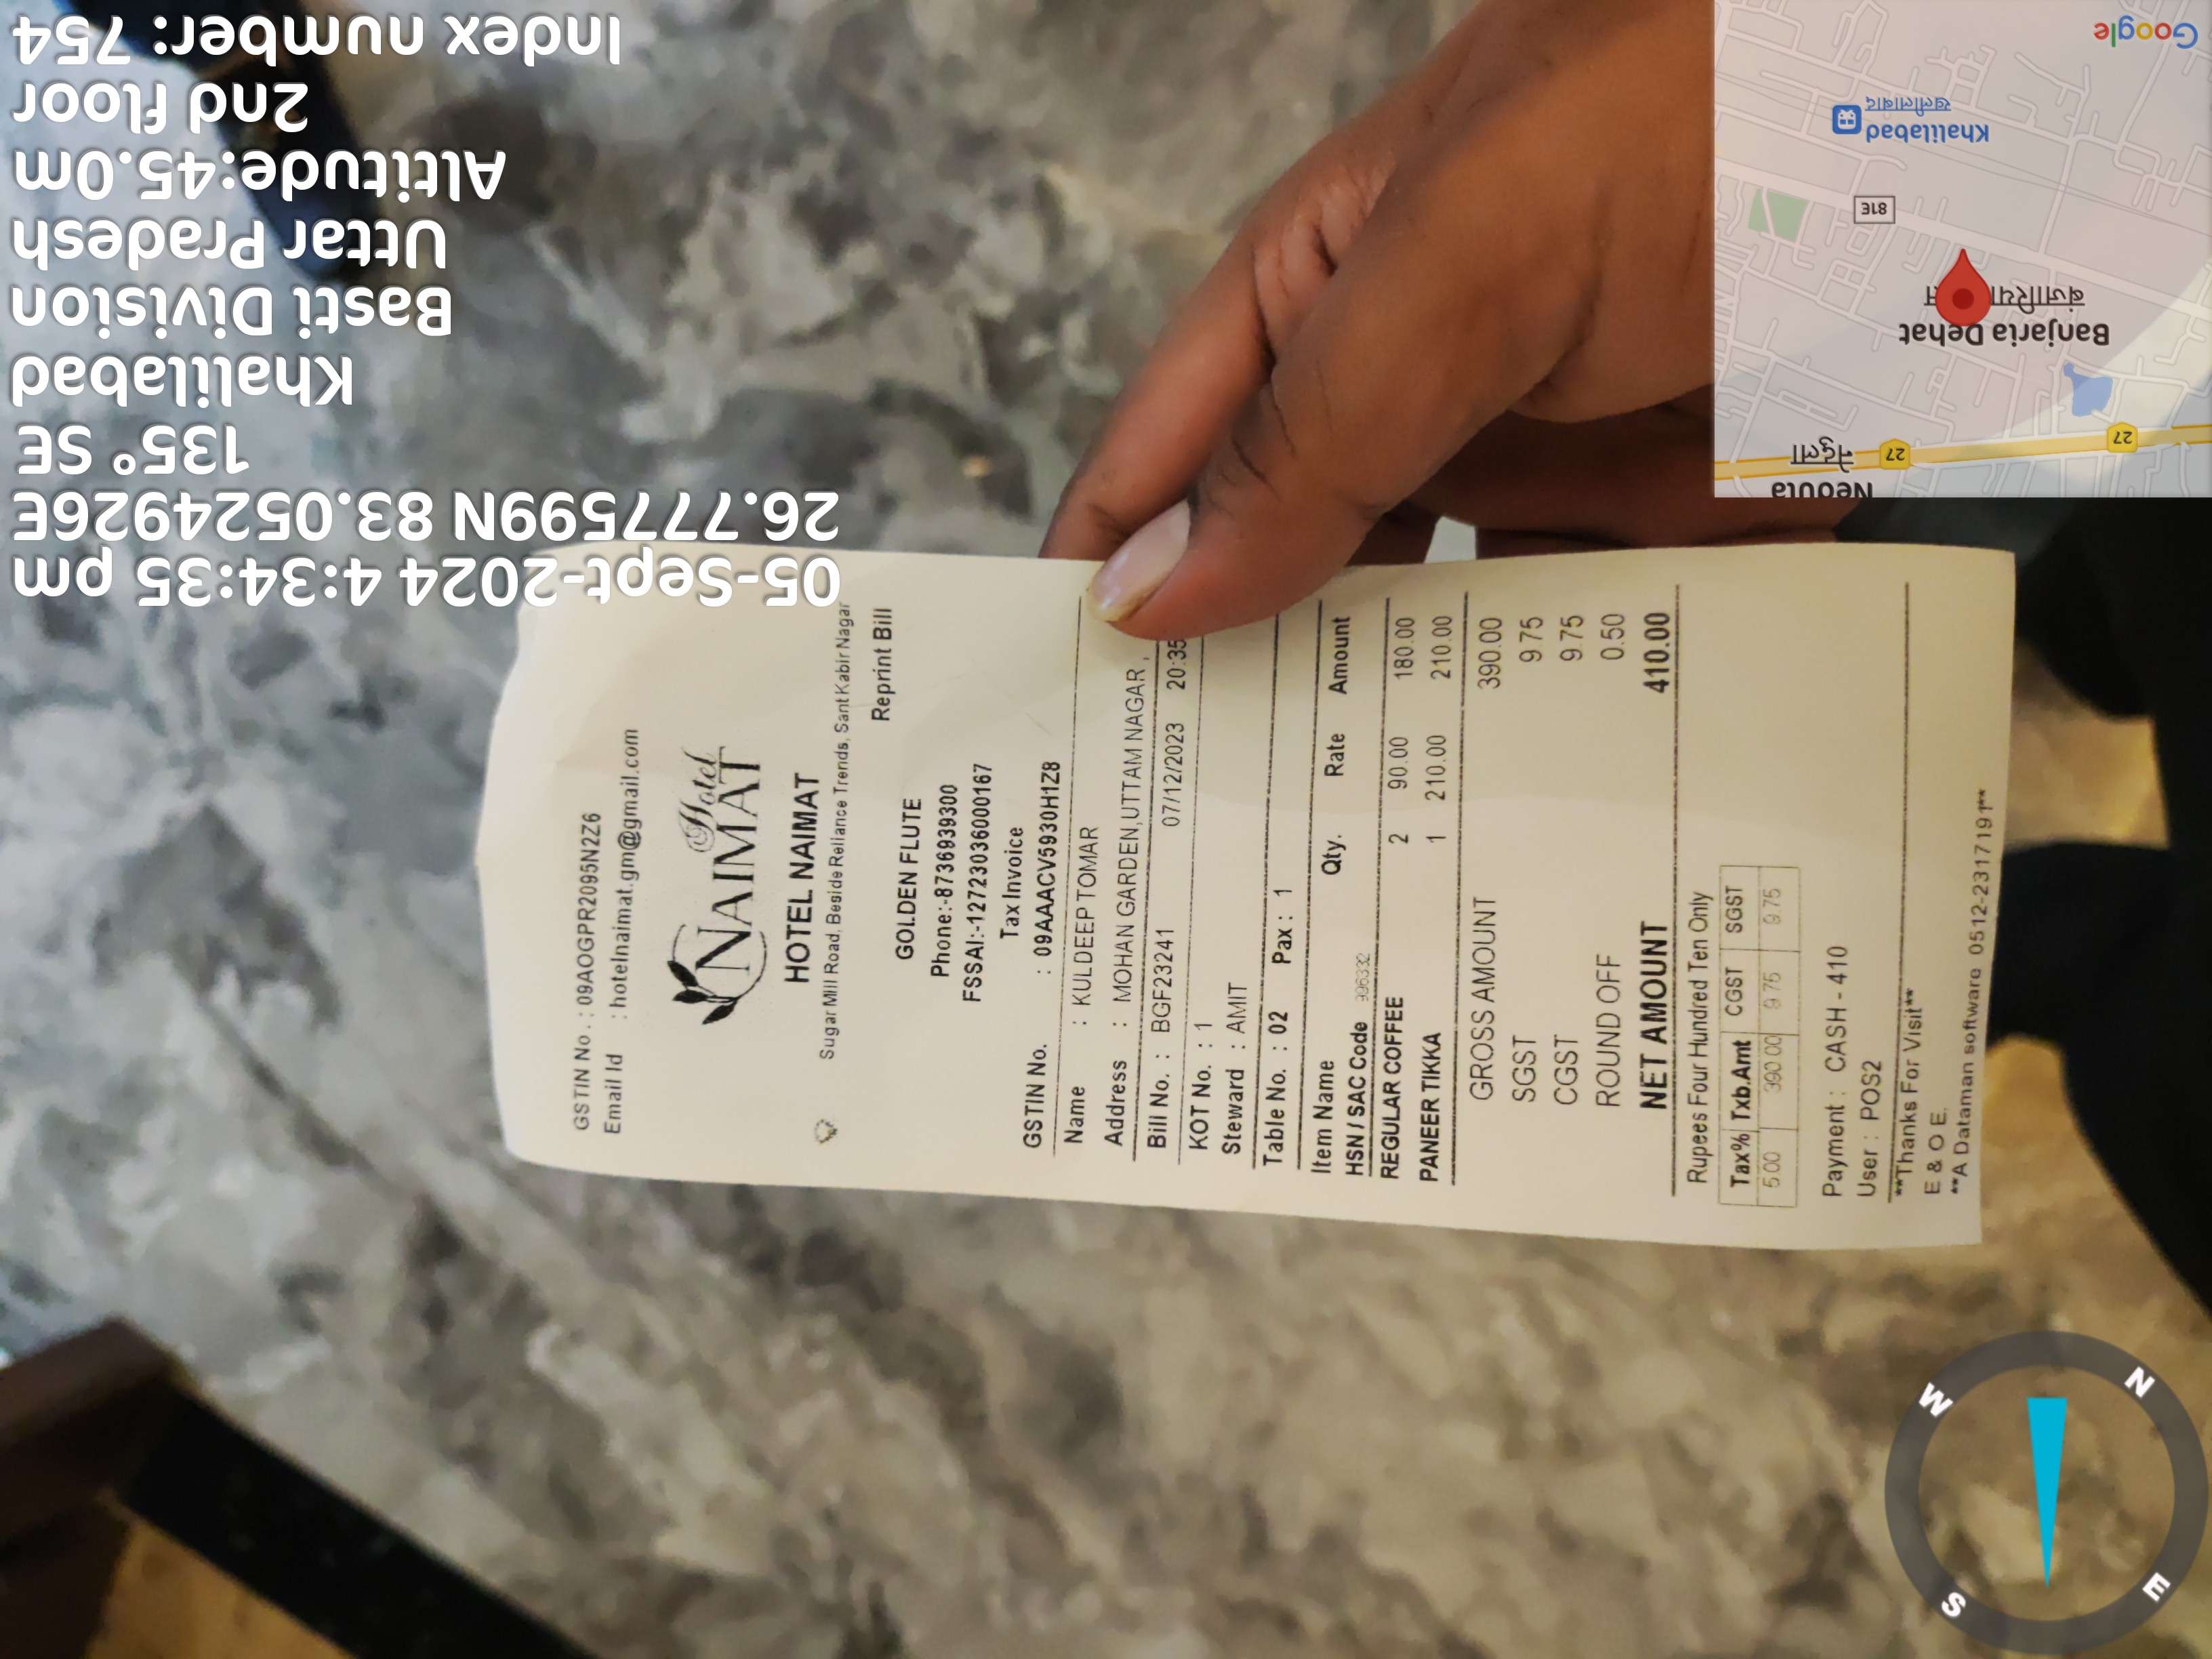 05-Sept-2024 4:34:35 pm
26.777599N 83.0524926E
135° SE
Khalilabad
Basti Division
Uttar Pradesh
Altitude:45.0m
2nd floor
Index number: 754
Nedula
नेदुला
27
27
Banjaria Dehat
81E
Khalilabad
खलीलाबाद
Google
GSTIN No. : 09AOGPR2095N2Z6
Email Id : hotelnaimat.gm@gmail.com
Hotel
NAIMAT
HOTEL NAIMAT
Sugar Mill Road, Beside Reliance Trends, Sant Kabir Nagar
Reprint Bill
GOLDEN FLUTE
Phone:-8736939300
FSSAI:-12772303600016​7
Tax Invoice
GSTIN No. : 09AAACV5930H1Z8
Name : KULDEEP TOMAR
Address : MOHAN GARDEN,UTTAM NAGAR ,
Bill No. : BGF23241 07/12/2023 20:35
KOT No. : 1
Steward : AMIT
Table No. : 02 Pax : 1
Item Name Qty. Rate Amount
HSN / SAC Code 996332
REGULAR COFFEE 2 90.00 180.00
PANEER TIKKA 1 210.00 210.00
GROSS AMOUNT 390.00
SGST 9.75
CGST 9.75
ROUND OFF 0.50
NET AMOUNT 410.00
Rupees Four Hundred Ten Only
Tax% Txb.Amt CGST SGST
5.00 390.00 9.75 9.75
Payment : CASH - 410
User : POS2
**Thanks For Visit**
E & O E.
**A Dataman software 0512-2317191**
N
E
S
W